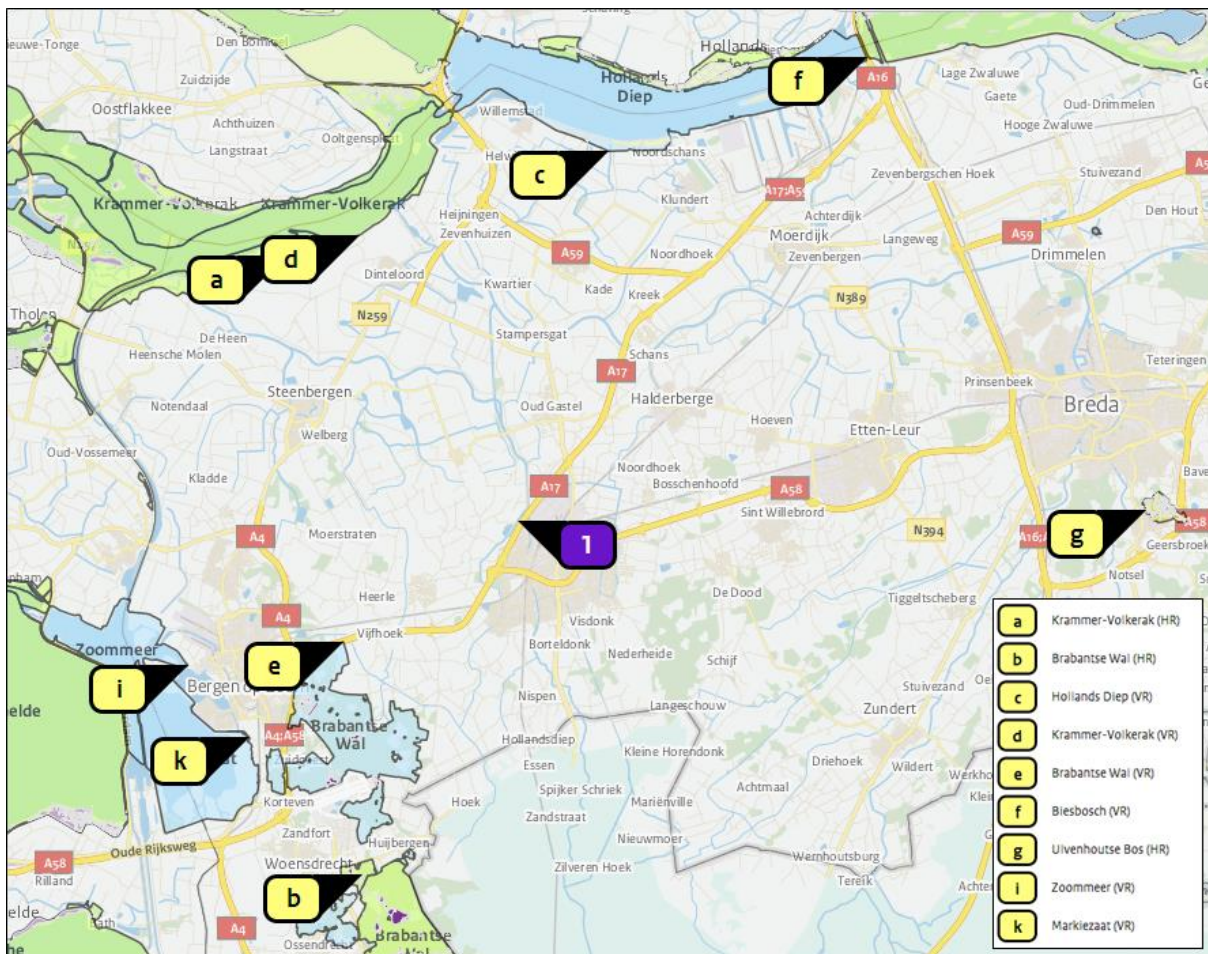 Den Bommel
Zuidzijde
Oostflakkee
Achthuizen
Langstraat
Ooltgensplaat
Krammer-Volkerak
Krammer-Volkerak
a
d
Willemstad
c
Hollands
Hollands
Diep
f
A16
Lage Zwaluwe
Gaete
Oud-Drimmelen
Hooge Zwaluwe
Noordschans
Klundert
A17;A59
Zevenbergschen Hoek
Stuivezand
Den Hout
Achterdijk
Moerdijk
Langeweg
Zevenbergen
A59
Drimmelen
Heijningen
Zevenhuizen
A59
Noordhoek
Dinteloord
Kwartier
Kade
Kreek
N259
N389
Tholen
De Heen
Heensche Molen
Stampersgat
Schans
A17
Steenbergen
Notendaal
Welberg
Oud Gastel
Halderberge
Hoeven
Etten-Leur
Prinsenbeek
Teteringen
Breda
Oud-Vossemeer
Kladde
Noordhoek
Bosschenhoofd
A17
A58
Sint Willebrord
N394
A4
Moerstraten
1
g
A58
Geersbroek
Notsel
Heerle
Vijfhoek
A4
Visdonk
Borteldonk
Nederheide
De Dood
Schijf
Tiggeltscheberg
Zoommeer
i
e
Nispen
Langeschouw
Stuivezand
Zundert
k
Brabantse
Wal
Hollandsdiep
Essen
Kleine Horendonk
Driehoek
Wildert
Spijker Schriek
Mariënville
Achtmaal
Zandstraat
Hoek
Korteven
Zandfort
Huijbergen
Nieuwmoer
Wernhoutsburg
Tereik
Zilveren Hoek
Oude Rijksweg
A58
Rilland
Woensdrecht
b
Bath
A4
Ossendrecht
Brabantse
a Krammer-Volkerak (HR)
b Brabantse Wal (HR)
c Hollands Diep (VR)
d Krammer-Volkerak (VR)
e Brabantse Wal (VR)
f Biesbosch (VR)
g Ulvenhoutse Bos (HR)
i Zoommeer (VR)
k Markiezaat (VR)